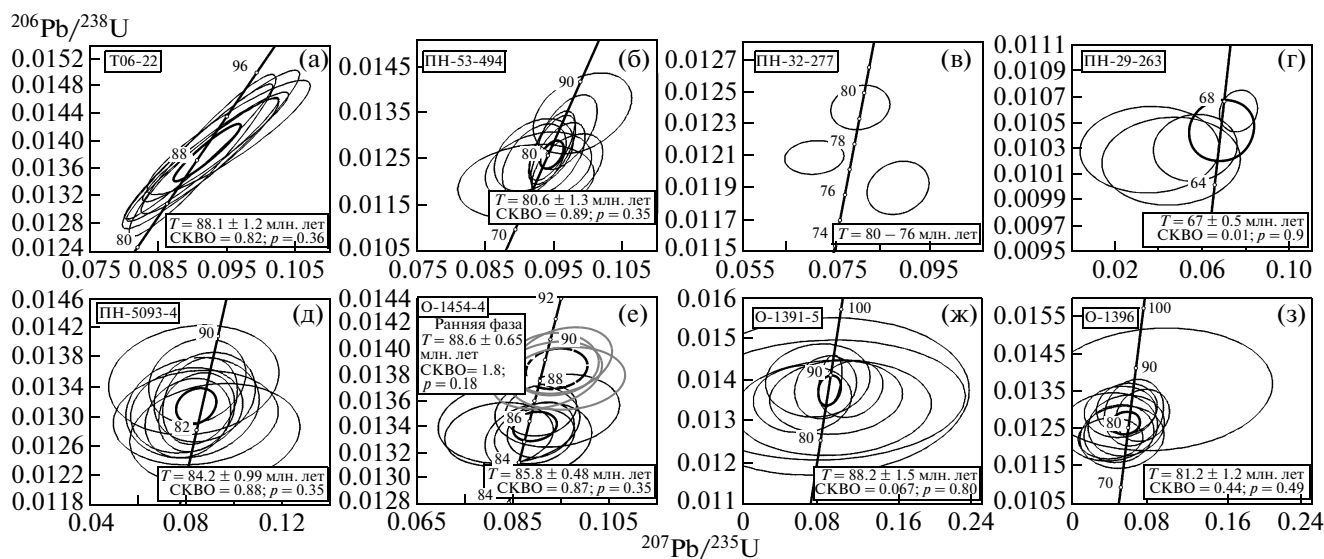 206Pb/238U
(а)
Т06-22
0.0152
0.0148
0.0144
0.0140
0.0136
0.0132
0.0128
0.0124
96
88
80
T = 88.1 ± 1.2 млн. лет
СКВО = 0.82; p = 0.36
0.075 0.085 0.095 0.105
(б)
ПН-53-494
0.0145
0.0135
0.0125
0.0115
0.0105
90
80
70
T = 80.6 ± 1.3 млн. лет
СКВО = 0.89; p = 0.35
0.075 0.085 0.095 0.105
(в)
ПН-32-277
0.0127
0.0125
0.0123
0.0121
0.0119
0.0117
0.0115
80
78
76
74
T = 80 – 76 млн. лет
0.055 0.075 0.095
(г)
ПН-29-263
0.0111
0.0109
0.0107
0.0105
0.0103
0.0101
0.0099
0.0097
0.0095
68
64
T = 67 ± 0.5 млн. лет
СКВО = 0.01; p = 0.9
0.02 0.06 0.10
(д)
ПН-5093-4
0.0146
0.0142
0.0138
0.0134
0.0130
0.0126
0.0122
0.0118
90
82
T = 84.2 ± 0.99 млн. лет
СКВО = 0.88; p = 0.35
0.04 0.08 0.12
(е)
О-1454-4
Ранняя фаза
T = 88.6 ± 0.65
млн. лет
СКВО= 1.8;
p = 0.18
0.0144
0.0142
0.0140
0.0138
0.0136
0.0134
0.0132
0.0130
0.0128
92
90
88
86
84
84
T = 85.8 ± 0.48 млн. лет
СКВО = 0.87; p = 0.35
0.065 0.085 0.105
(ж)
О-1391-5
0.016
0.015
0.014
0.013
0.012
0.011
100
90
80
T = 88.2 ± 1.5 млн. лет
СКВО = 0.067; p = 0.80
0 0.08 0.16 0.24
(з)
О-1396
0.0155
0.0145
0.0135
0.0125
0.0115
0.0105
100
90
80
70
T = 81.2 ± 1.2 млн. лет
СКВО = 0.44; p = 0.49
0 0.08 0.16 0.24
207Pb/235U